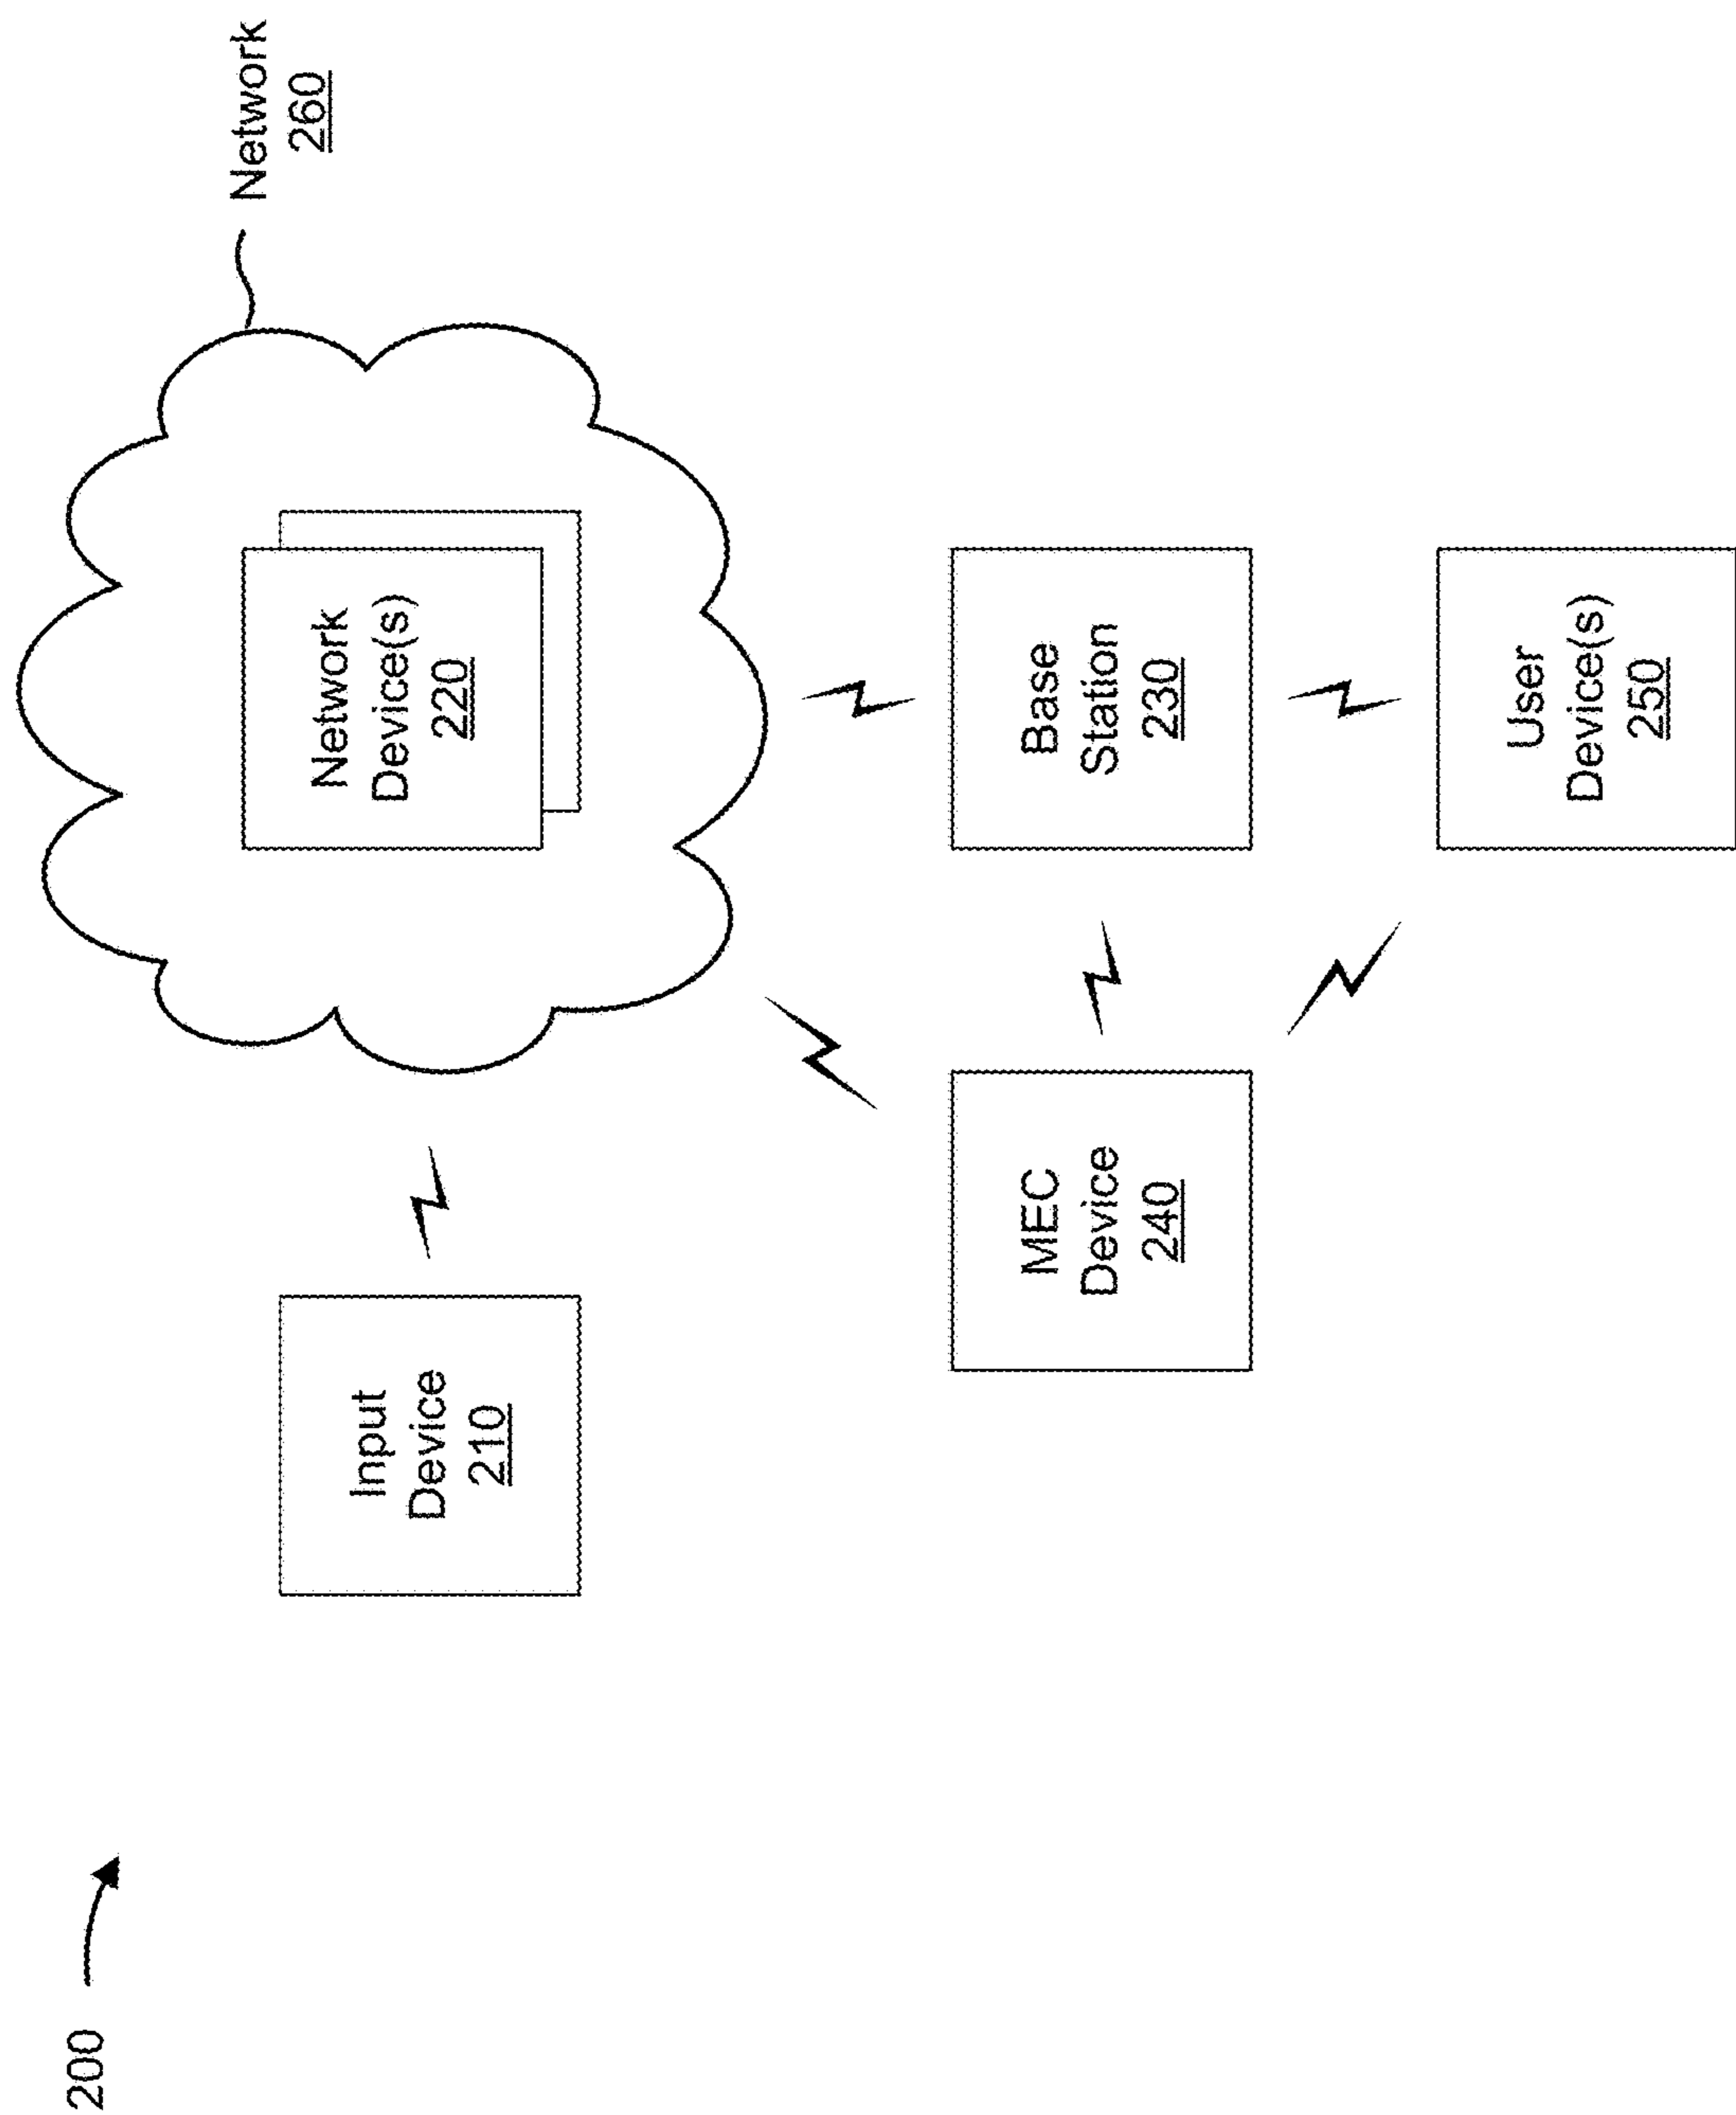 200
Network
260
Network
Device(s)
220
Input
Device
210
Base
Station
230
MEC
Device
240
User
Device(s)
250